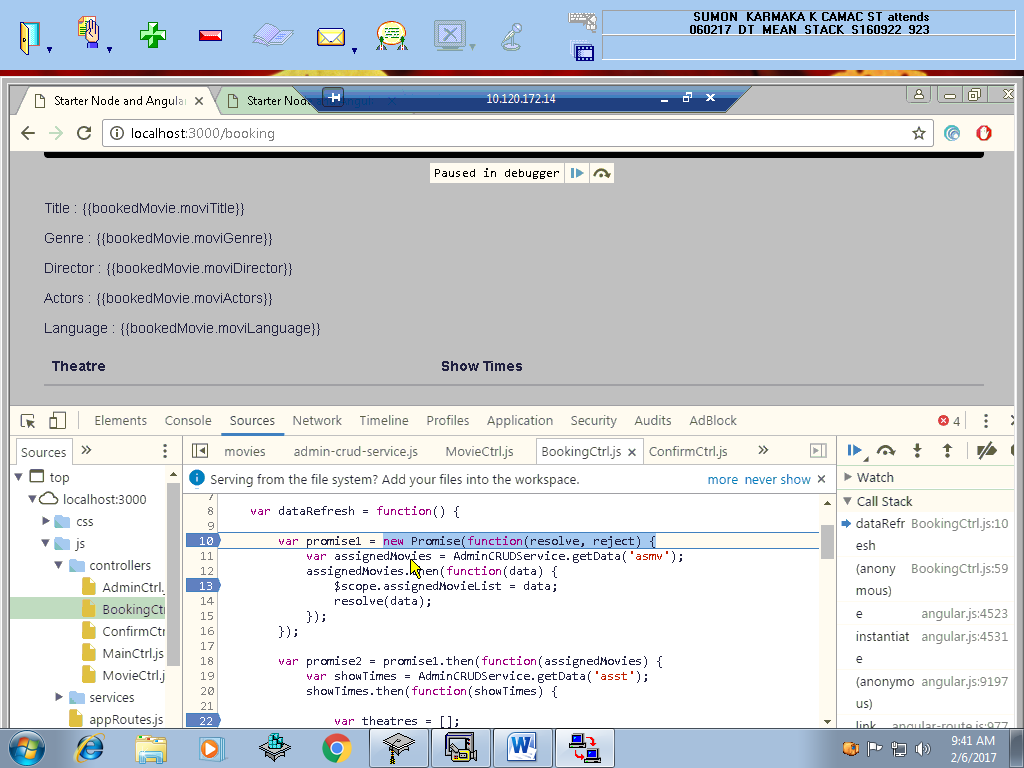 SUMON KARMAKA K CAMAC ST attends
060217 DT MEAN STACK S160922 923
Starter Node and Angula
Starter Nod
10.120.172.14
localhost:3000/booking
Paused in debugger
Title : {{bookedMovie.moviTitle}}
Genre : {{bookedMovie.moviGenre}}
Director : {{bookedMovie.moviDirector}}
Actors : {{bookedMovie.moviActors}}
Language : {{bookedMovie.moviLanguage}}
Theatre Show Times
Elements Console Sources Network Timeline Profiles Application Security Audits AdBlock 4
Sources » movies admin-crud-service.js MovieCtrl.js BookingCtrl.js × ConfirmCtrl.js »
Serving from the file system? Add your files into the workspace. more never show ×
top
localhost:3000
css
js
controllers
AdminCtrl.
BookingCtr
ConfirmCtr
MainCtrl.js
MovieCtrl.j
services
appRoutes.js
7
8 var dataRefresh = function() {
9
10 var promise1 = new Promise(function(resolve, reject) {
11 var assignedMovies = AdminCRUDService.getData('asmv');
12 assignedMovies.then(function(data) {
13 $scope.assignedMovieList = data;
14 resolve(data);
15 });
16 });
17
18 var promise2 = promise1.then(function(assignedMovies) {
19 var showTimes = AdminCRUDService.getData('asst');
20 showTimes.then(function(showTimes) {
21
22 var theatres = [];
Watch
Call Stack
dataRefr BookingCtrl.js:10
esh
(anony BookingCtrl.js:59
mous)
e angular.js:4523
instantiat angular.js:4531
e
(anonymo angular.js:9197
us)
link angular-route.js:977
9:41 AM
2/6/2017